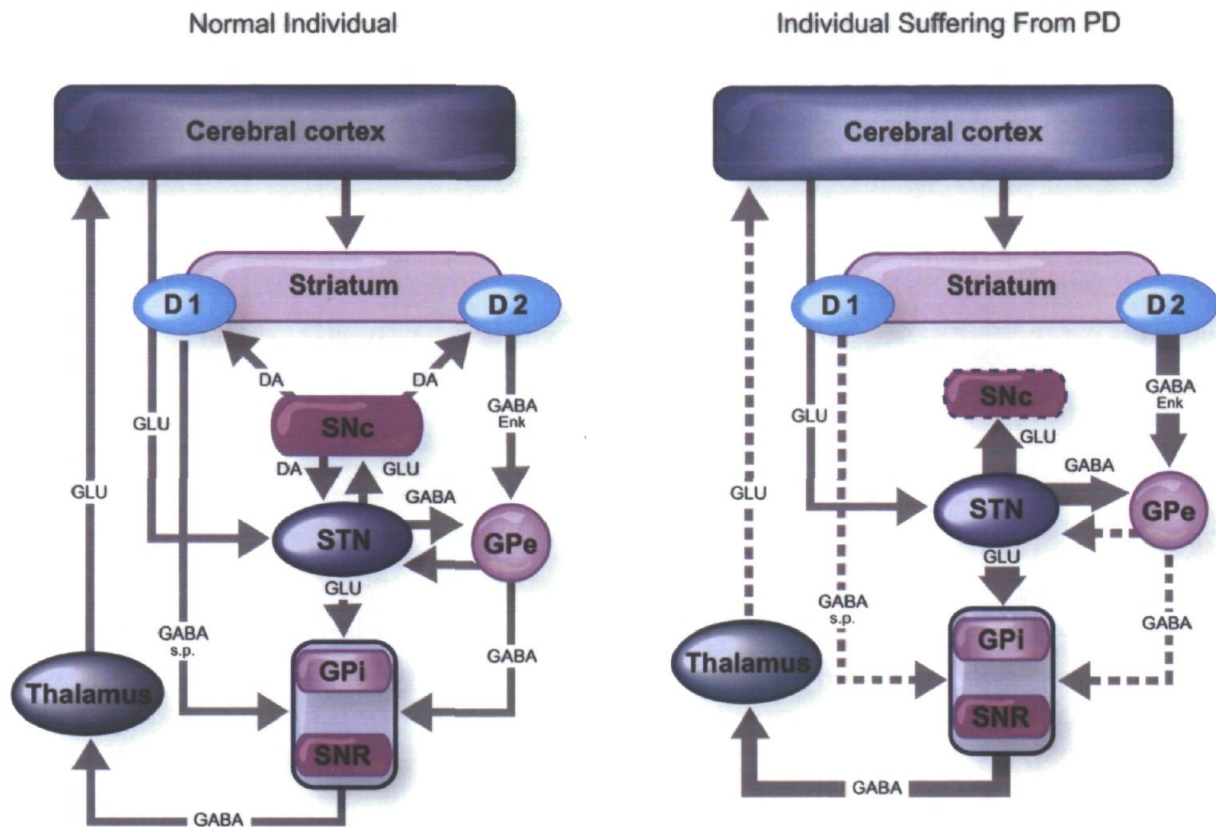 Normal Individual
Cerebral cortex
Striatum
D1
D2
DA
DA
GABA
Enk
SNc
GLU
DA
GLU
GABA
GLU
STN
GPe
GLU
GABA
s.p.
GABA
GPi
Thalamus
SNR
GABA
Individual Suffering From PD
Cerebral cortex
Striatum
D1
D2
GABA
Enk
SNc
GLU
GLU
GABA
GLU
STN
GPe
GLU
GABA
s.p.
GABA
GPi
Thalamus
SNR
GABA